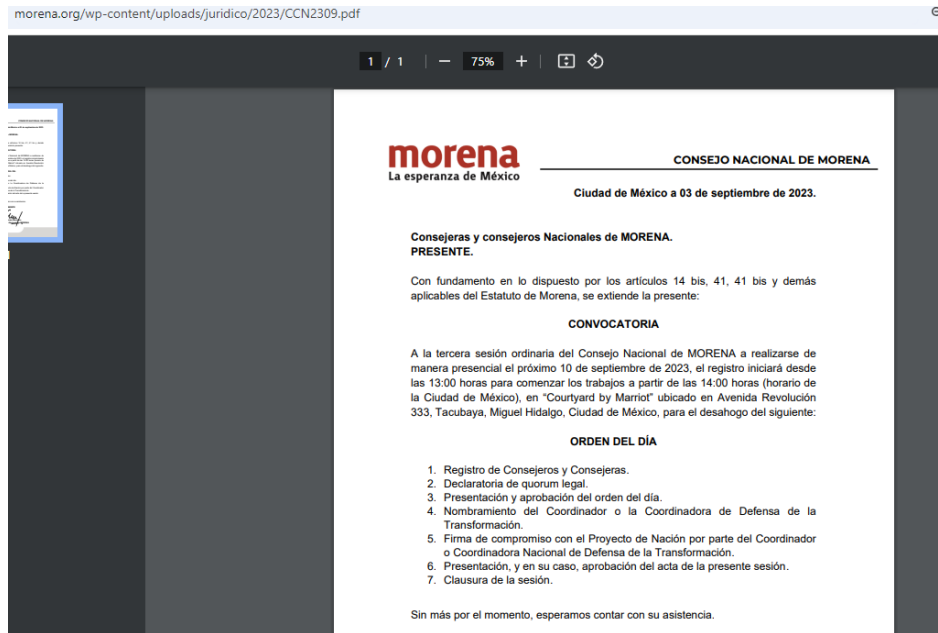 morena.org/wp-content/uploads/juridico/2023/CCN2309.pdf
1 / 1 — 75% +
morena
La esperanza de México
CONSEJO NACIONAL DE MORENA
Ciudad de México a 03 de septiembre de 2023.
Consejeras y consejeros Nacionales de MORENA.
PRESENTE.
Con fundamento en lo dispuesto por los artículos 14 bis, 41, 41 bis y demás
aplicables del Estatuto de Morena, se extiende la presente:
CONVOCATORIA
A la tercera sesión ordinaria del Consejo Nacional de MORENA a realizarse de
manera presencial el próximo 10 de septiembre de 2023, el registro iniciará desde
las 13:00 horas para comenzar los trabajos a partir de las 14:00 horas (horario de
la Ciudad de México), en “Courtyard by Marriot” ubicado en Avenida Revolución
333, Tacubaya, Miguel Hidalgo, Ciudad de México, para el desahogo del siguiente:
ORDEN DEL DÍA
1. Registro de Consejeros y Consejeras.
2. Declaratoria de quorum legal.
3. Presentación y aprobación del orden del día.
4. Nombramiento del Coordinador o la Coordinadora de Defensa de la
Transformación.
5. Firma de compromiso con el Proyecto de Nación por parte del Coordinador
o Coordinadora Nacional de Defensa de la Transformación.
6. Presentación, y en su caso, aprobación del acta de la presente sesión.
7. Clausura de la sesión.
Sin más por el momento, esperamos contar con su asistencia.